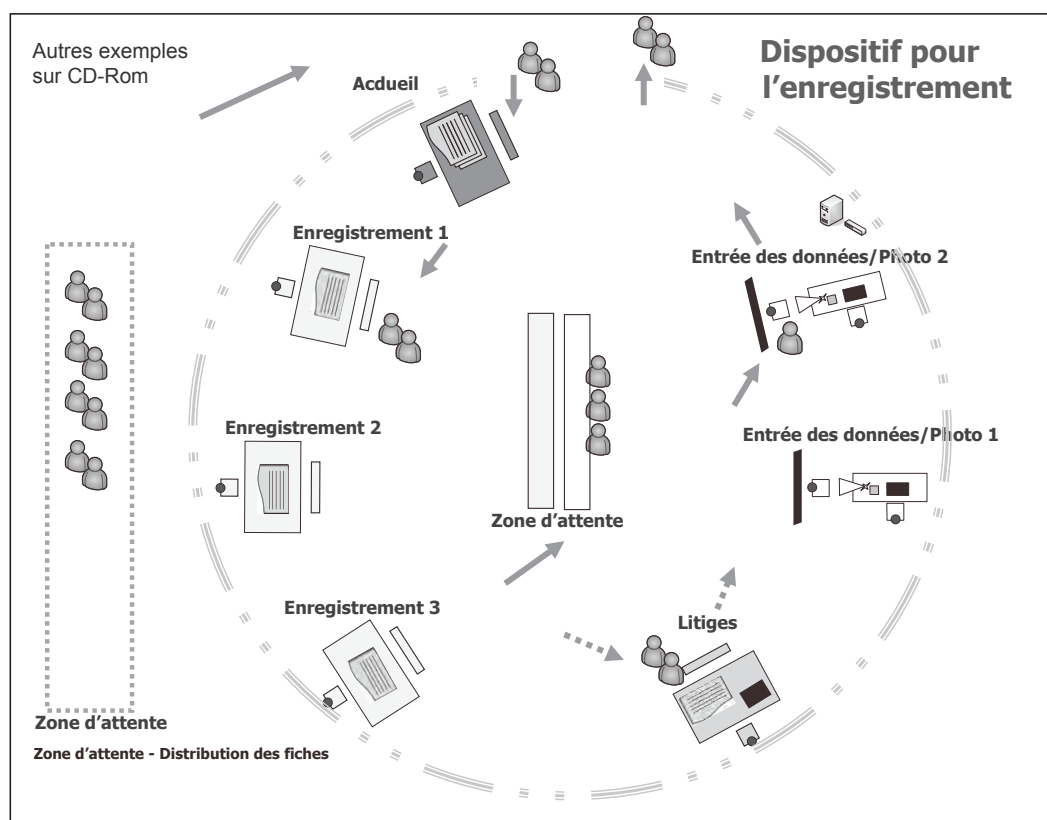 Autres exemples
sur CD-Rom
Dispositif pour
l’enregistrement
Acdueil
Enregistrement 1
Entrée des données/Photo 2
Enregistrement 2
Entrée des données/Photo 1
Zone d’attente
Enregistrement 3
Litiges
Zone d’attente
Zone d’attente - Distribution des fiches